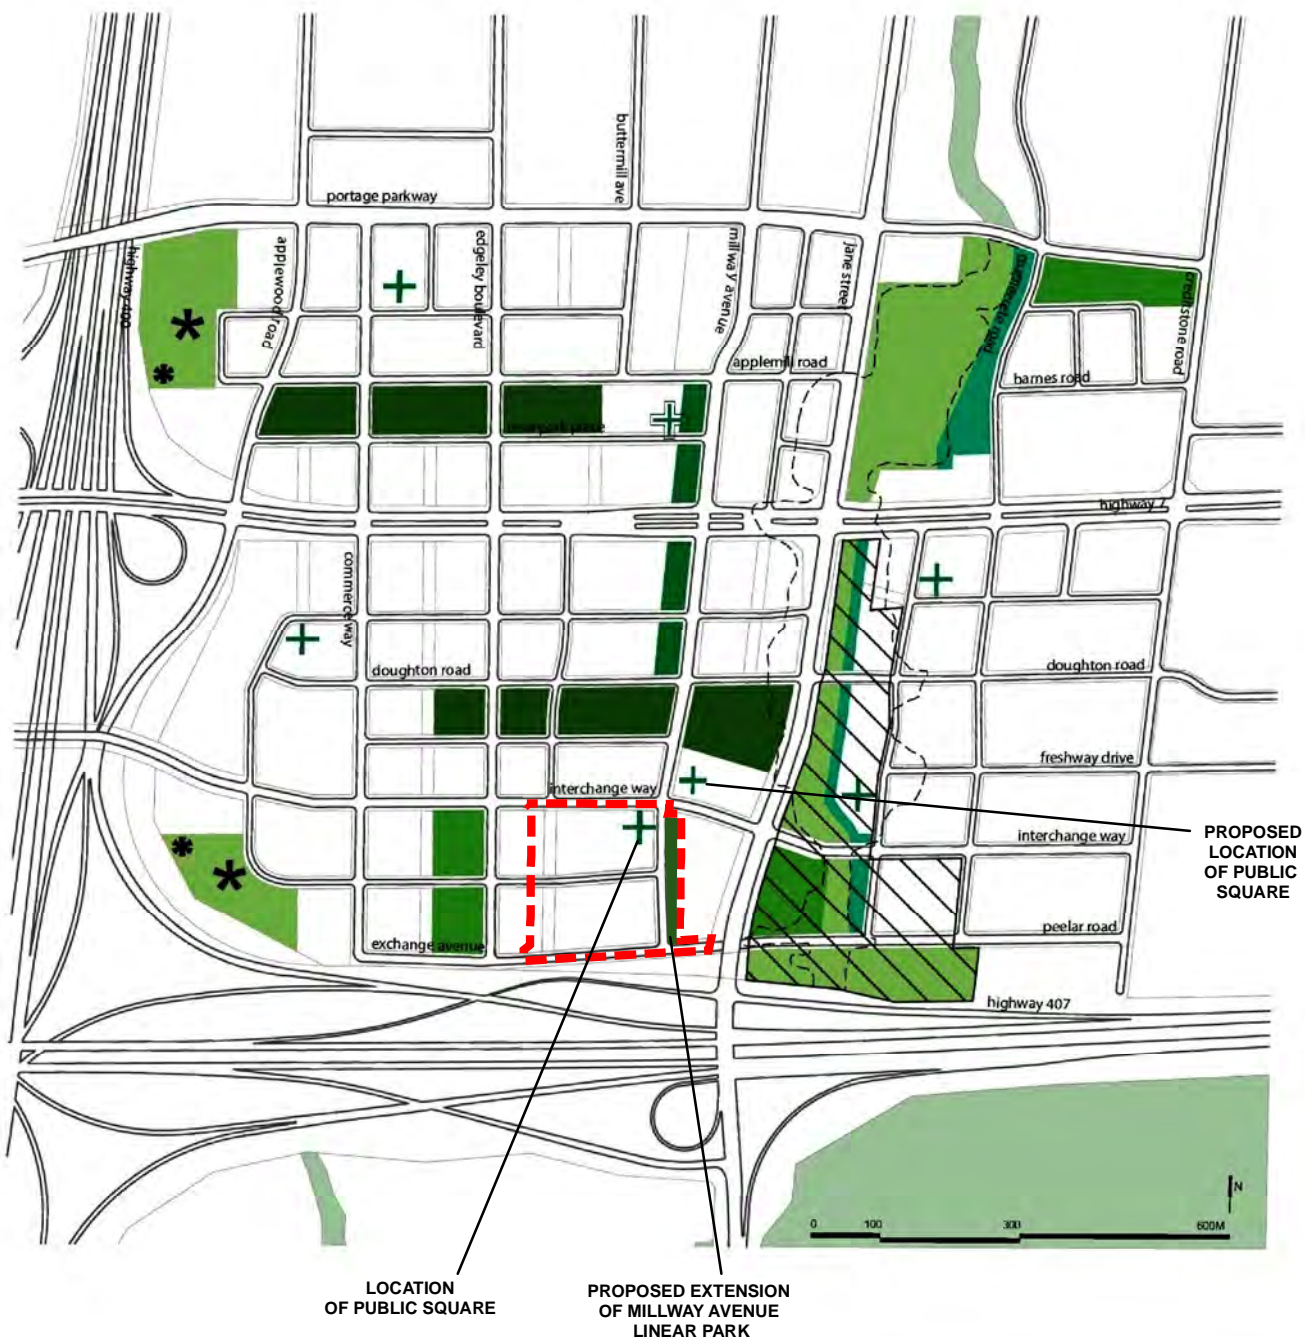 buttermill ave
portage parkway
highway 400
applewood road
edgeley boulevard
millway avenue
jane street
maplecrete road
creditstone road
applemill road
barnes road
highway 7
commerce way
doughton road
doughton road
freshway drive
interchange way
interchange way
PROPOSED
LOCATION
OF PUBLIC
SQUARE
exchange avenue
peelar road
highway 407
N
0 100 300 600M
LOCATION
OF PUBLIC SQUARE
PROPOSED EXTENSION
OF MILLWAY AVENUE
LINEAR PARK